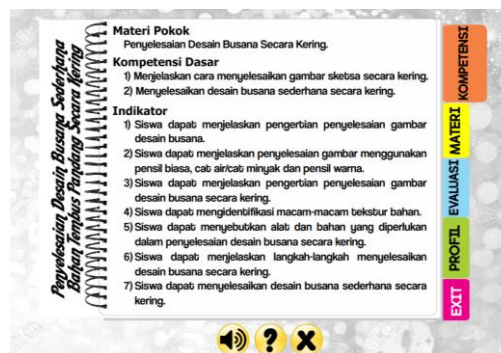 Penyelesaian Desain Busana Sederhana
Bahan Tembus Pandang Secara Kering
Materi Pokok
Penyelesaian Desain Busana Secara Kering.
Kompetensi Dasar
1) Menjelaskan cara menyelesaikan gambar sketsa secara kering.
2) Menyelesaikan desain busana sederhana secara kering.
Indikator
1) Siswa dapat menjelaskan pengertian penyelesaian gambar
desain busana.
2) Siswa dapat menjelaskan penyelesaian gambar menggunakan
pensil biasa, cat air/cat minyak dan pensil warna.
3) Siswa dapat menjelaskan pengertian penyelesaian gambar
desain busana secara kering.
4) Siswa dapat mengidentifikasi macam-macam tekstur bahan.
5) Siswa dapat menyebutkan alat dan bahan yang diperlukan
dalam penyelesaian desain busana secara kering.
6) Siswa dapat menjelaskan langkah-langkah menyelesaikan
desain busana secara kering.
7) Siswa dapat menyelesaikan desain busana sederhana secara
kering.
KOMPETENSI
MATERI
EVALUASI
PROFIL
EXIT
?
X